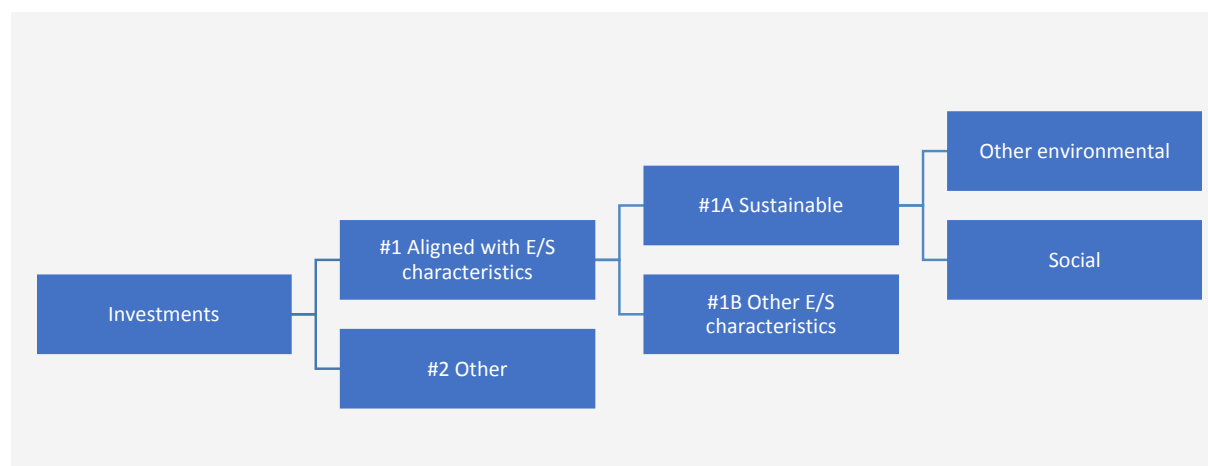 Investments
#1 Aligned with E/S
characteristics
#2 Other
#1A Sustainable
#1B Other E/S
characteristics
Other environmental
Social